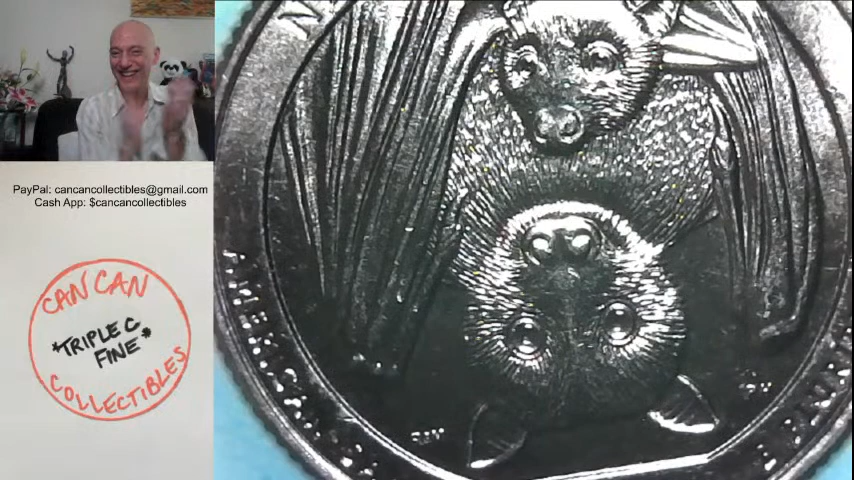 PayPal: cancancollectibles@gmail.com
Cash App: $cancancollectibles
CAN CAN
*TRIPLE C
FINE*
COLLECTIBLES